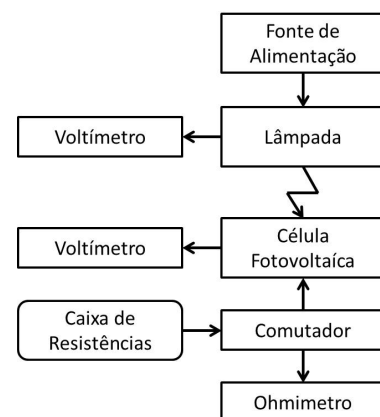 Fonte de
Alimentação
Voltímetro
Lâmpada
Voltímetro
Célula
Fotovoltaíca
Caixa de
Resistências
Comutador
Ohmimetro